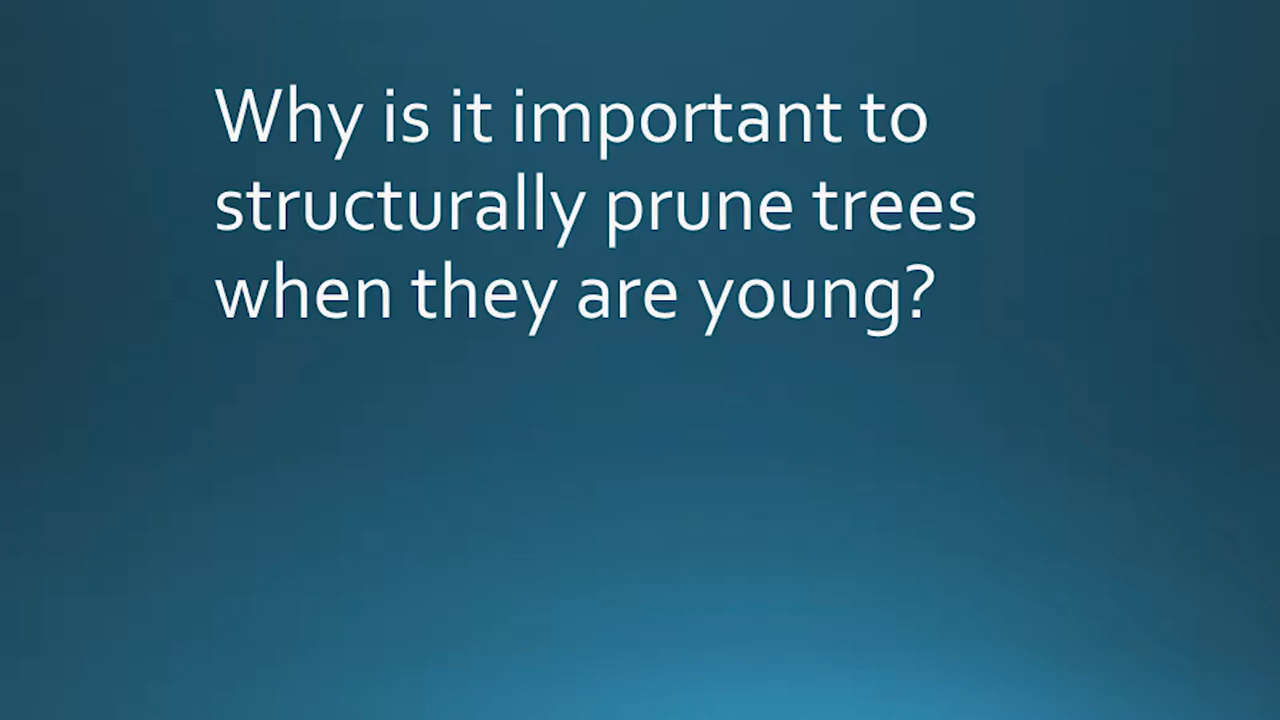 Why is it important to
structurally prune trees
when they are young?